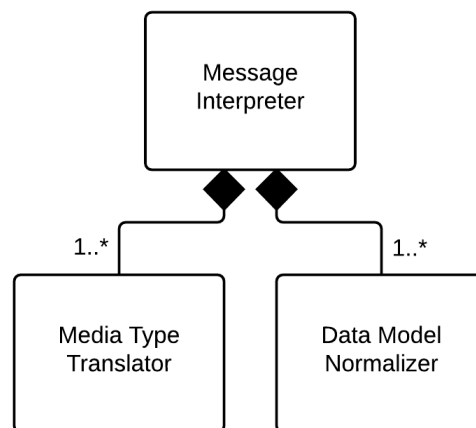 Message
Interpreter
1..*
1..*
Media Type
Translator
Data Model
Normalizer